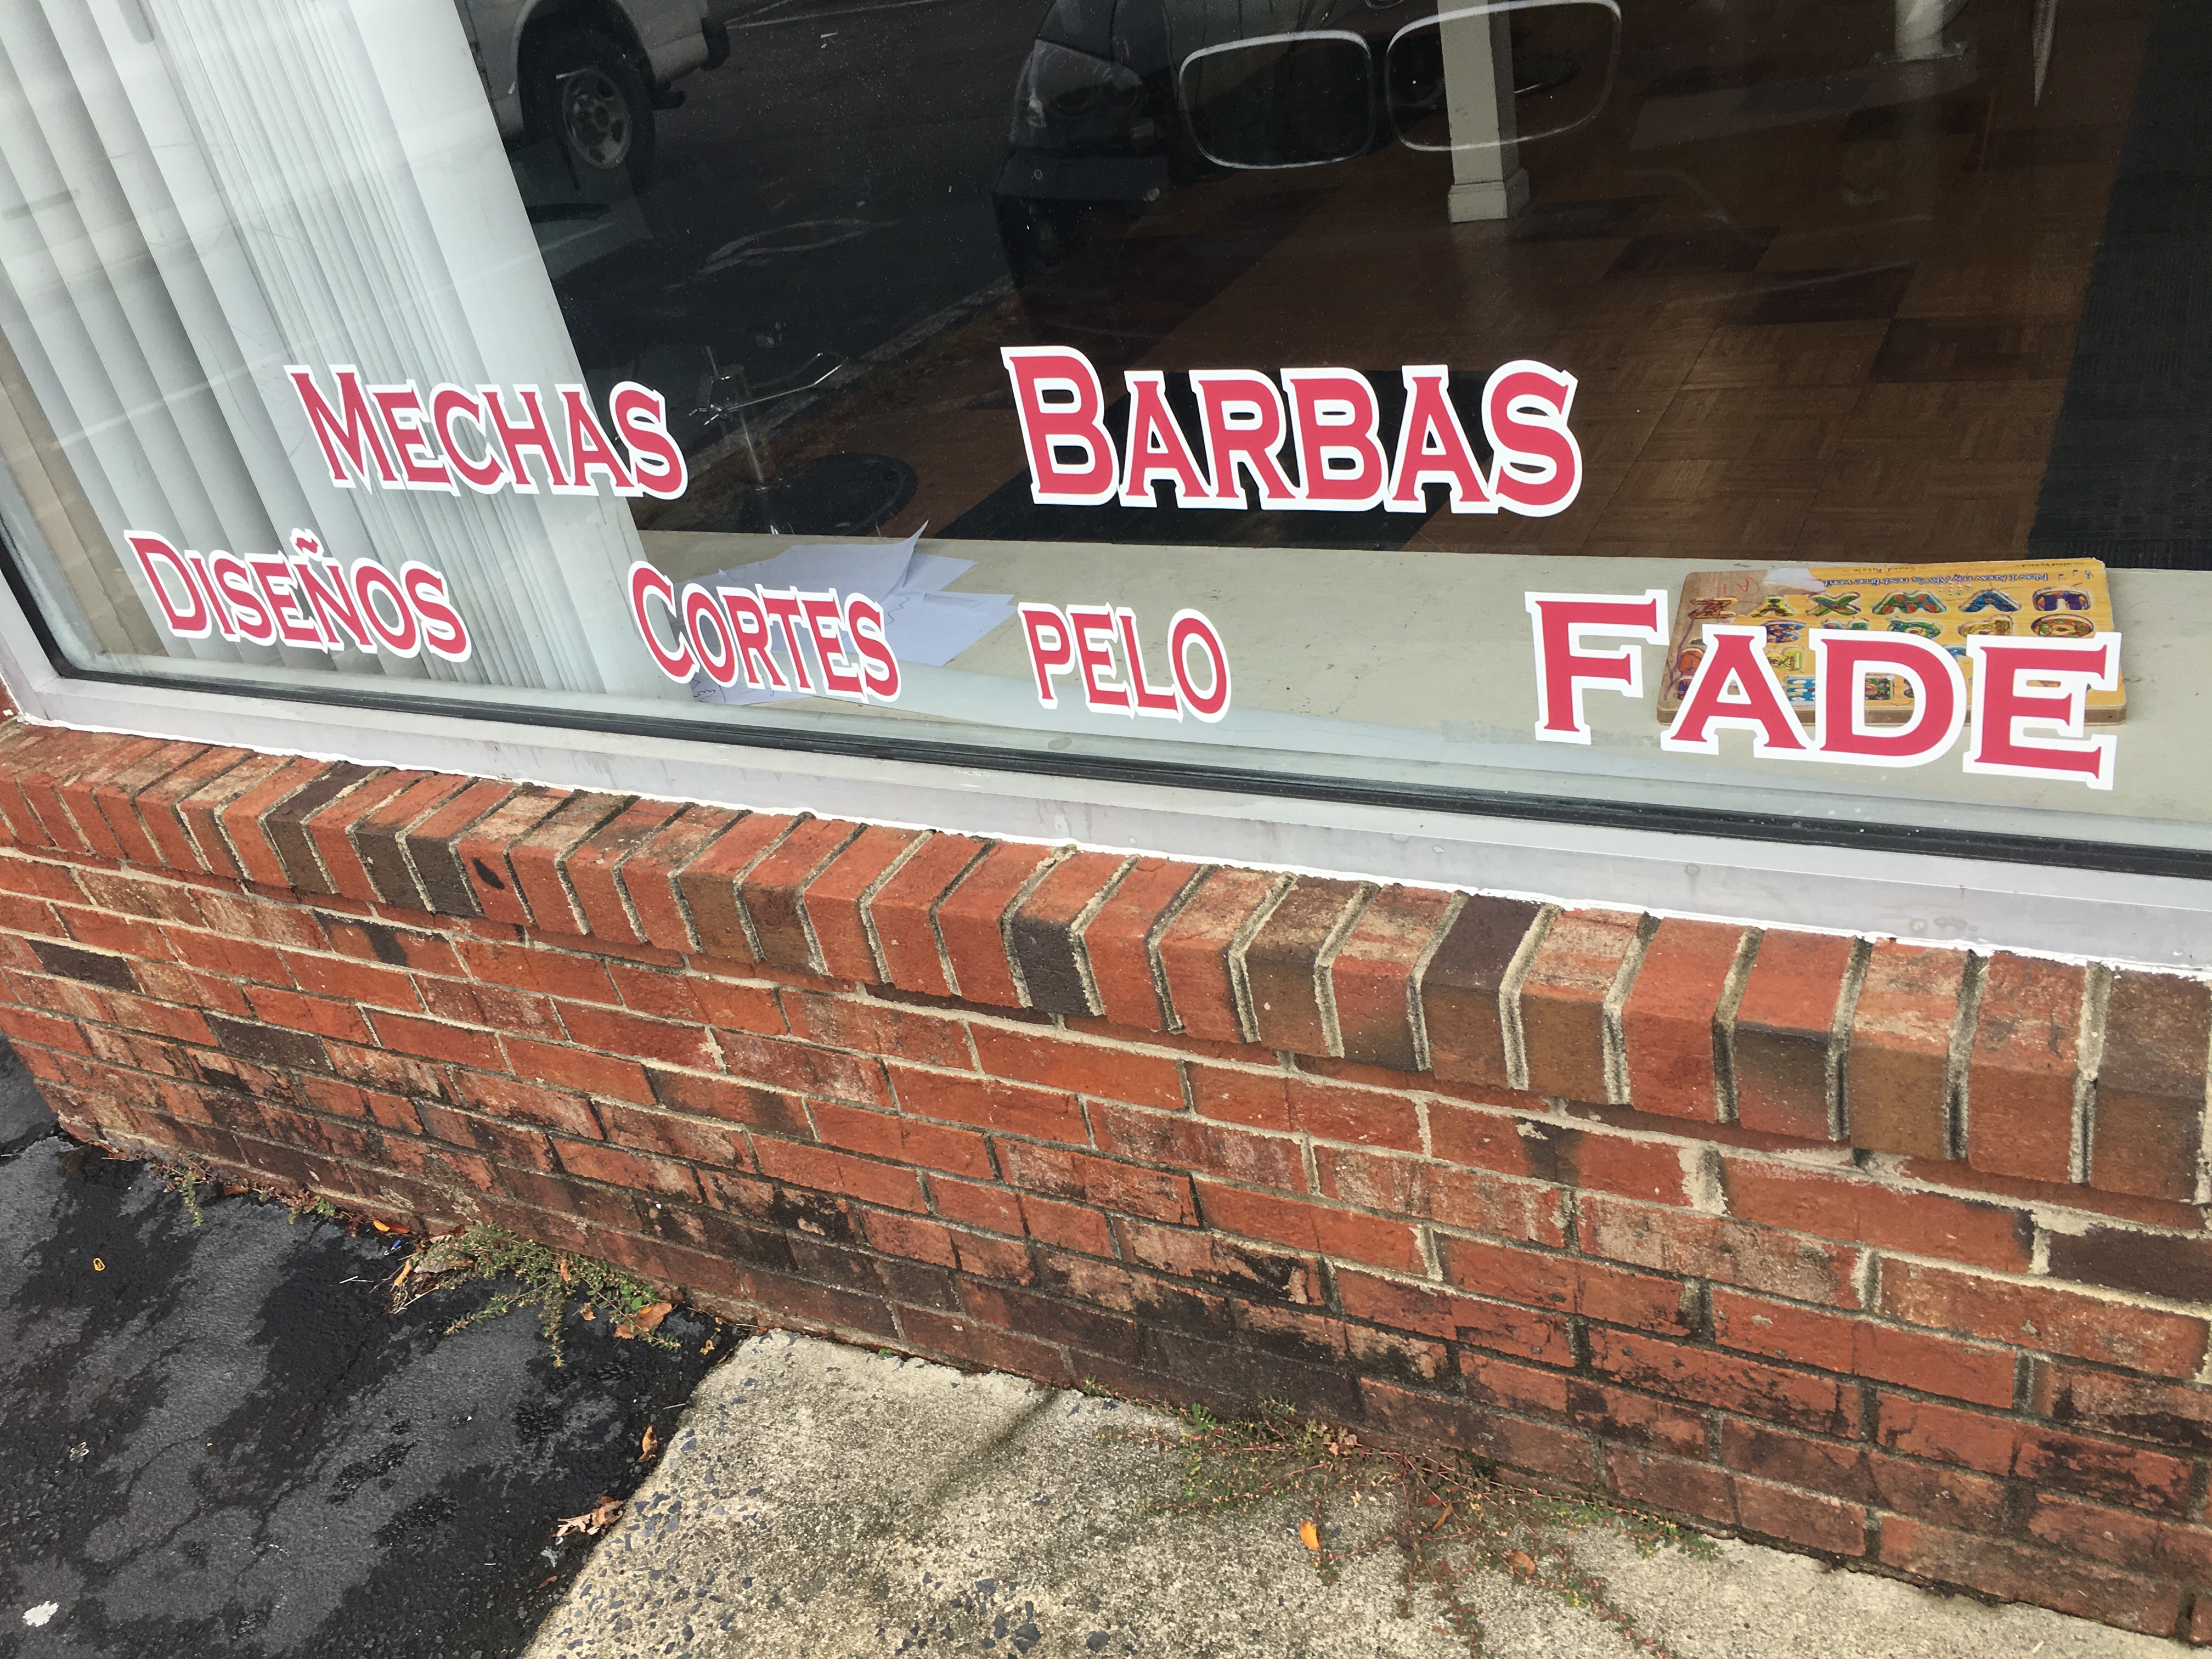 Mechas Barbas
Diseños Cortes pelo Fade